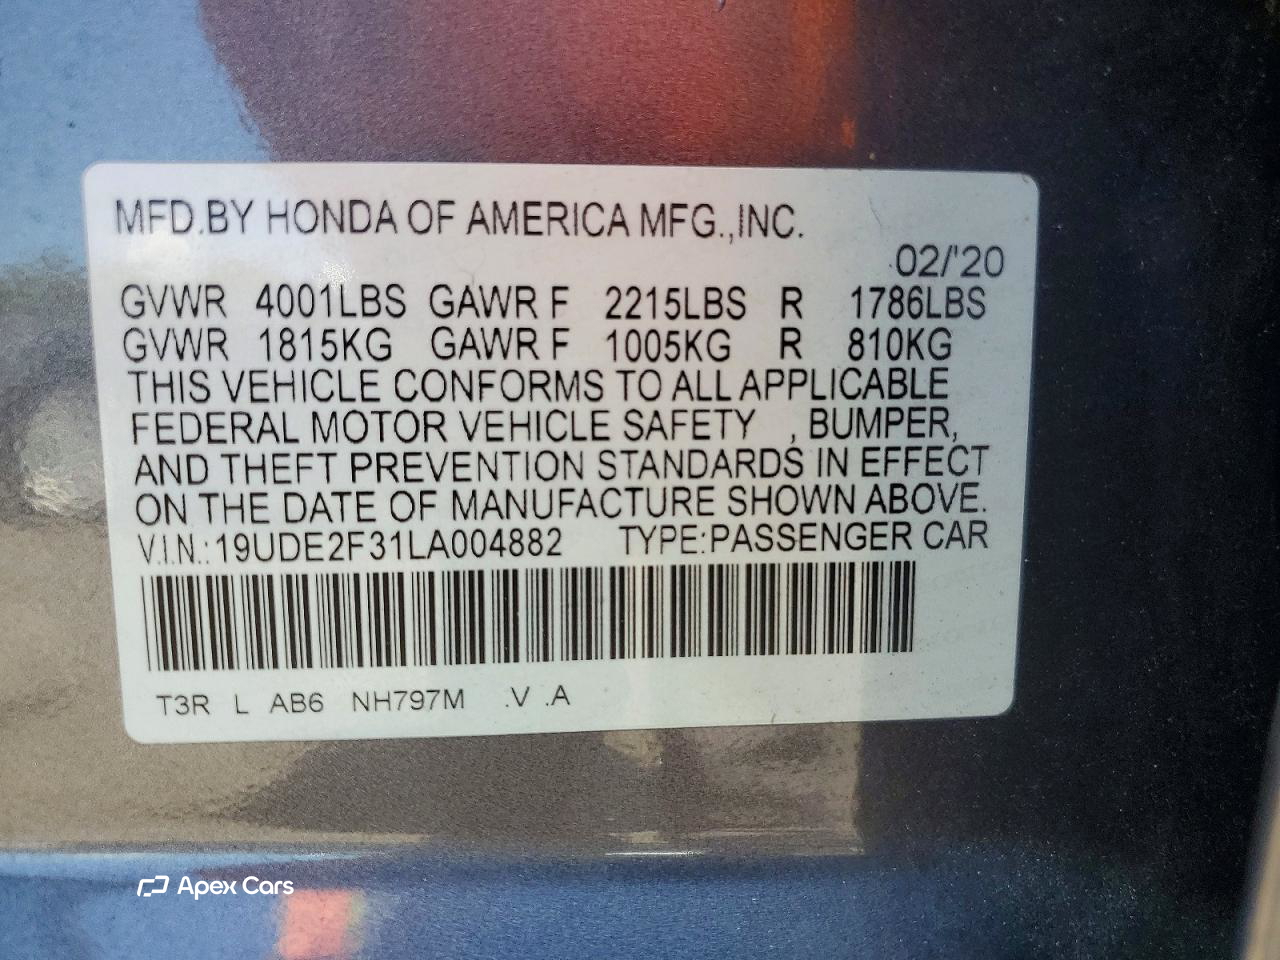 MFD.BY HONDA OF AMERICA MFG.,INC.
02/'20
GVWR 4001LBS GAWR F 2215LBS R 1786LBS
GVWR 1815KG GAWR F 1005KG R 810KG
THIS VEHICLE CONFORMS TO ALL APPLICABLE
FEDERAL MOTOR VEHICLE SAFETY , BUMPER,
AND THEFT PREVENTION STANDARDS IN EFFECT
ON THE DATE OF MANUFACTURE SHOWN ABOVE.
V.I.N.:19UDE2F31LA004882 TYPE:PASSENGER CAR
T3R L AB6 NH797M .V .A
Apex Cars